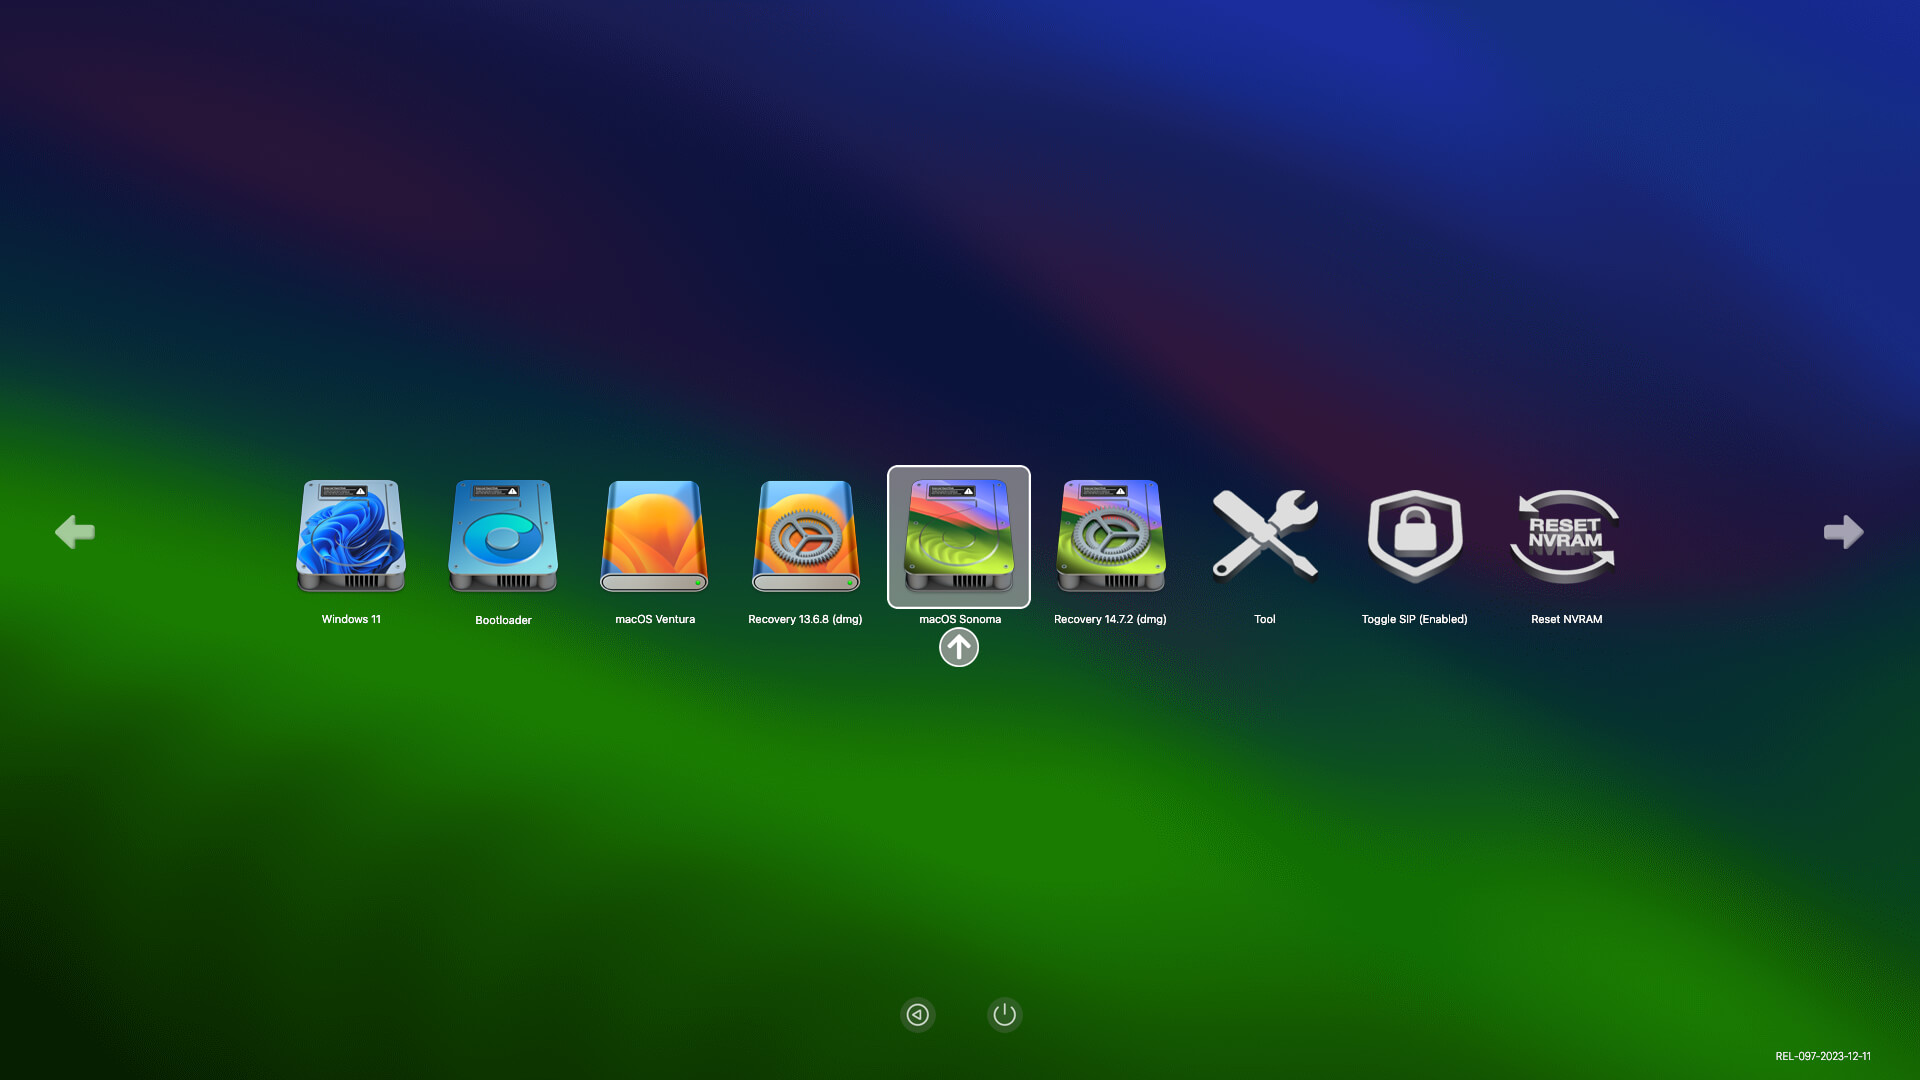 Windows 11
Bootloader
macOS Ventura
Recovery 13.6.8 (dmg)
macOS Sonoma
Recovery 14.7.2 (dmg)
Tool
Toggle SIP (Enabled)
RESET
NVRAM
Reset NVRAM
REL-097-2023-12-11